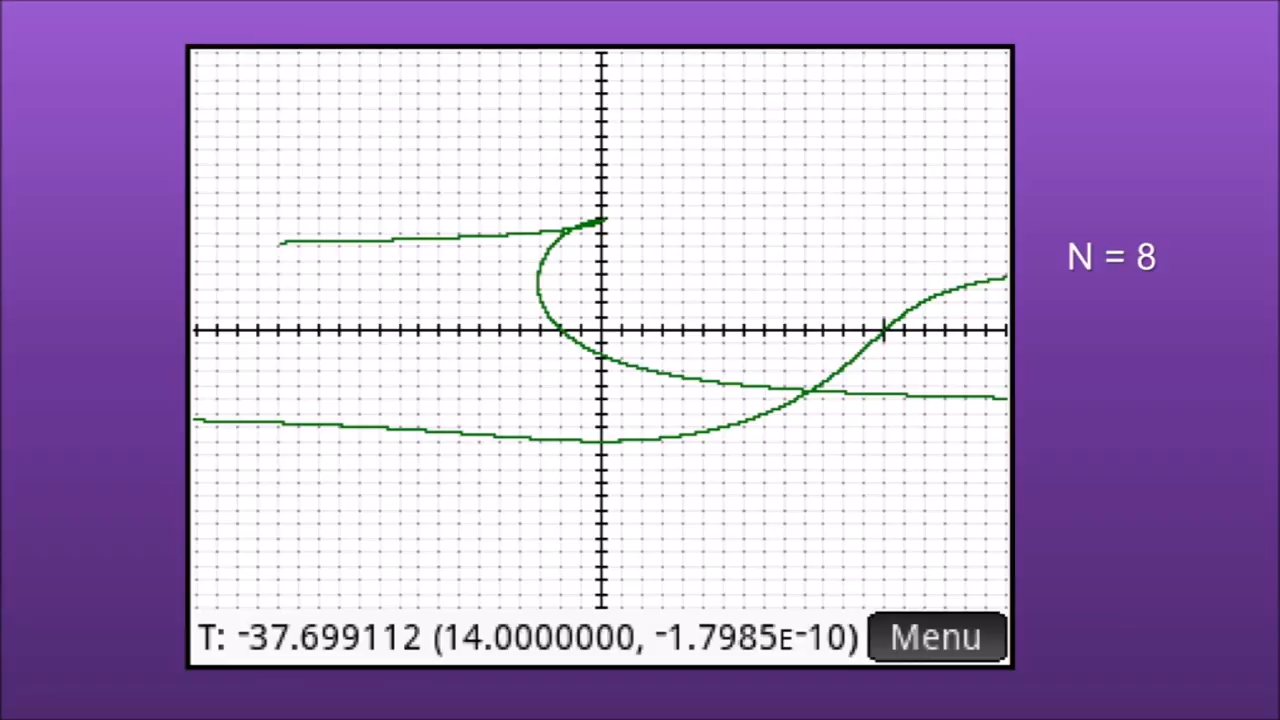 N = 8
T: -37.699112 (14.0000000, -1.7985E-10)
Menu